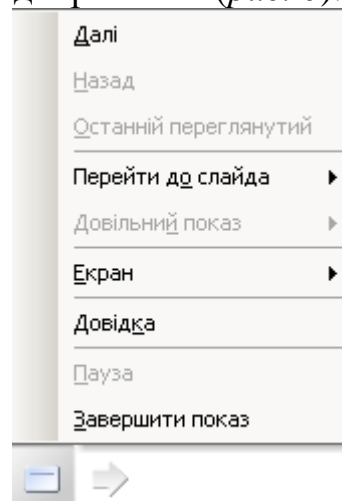 Далі
Назад
Останній переглянутий
Перейти до слайда
Довільний показ
Екран
Довідка
Пауза
Завершити показ